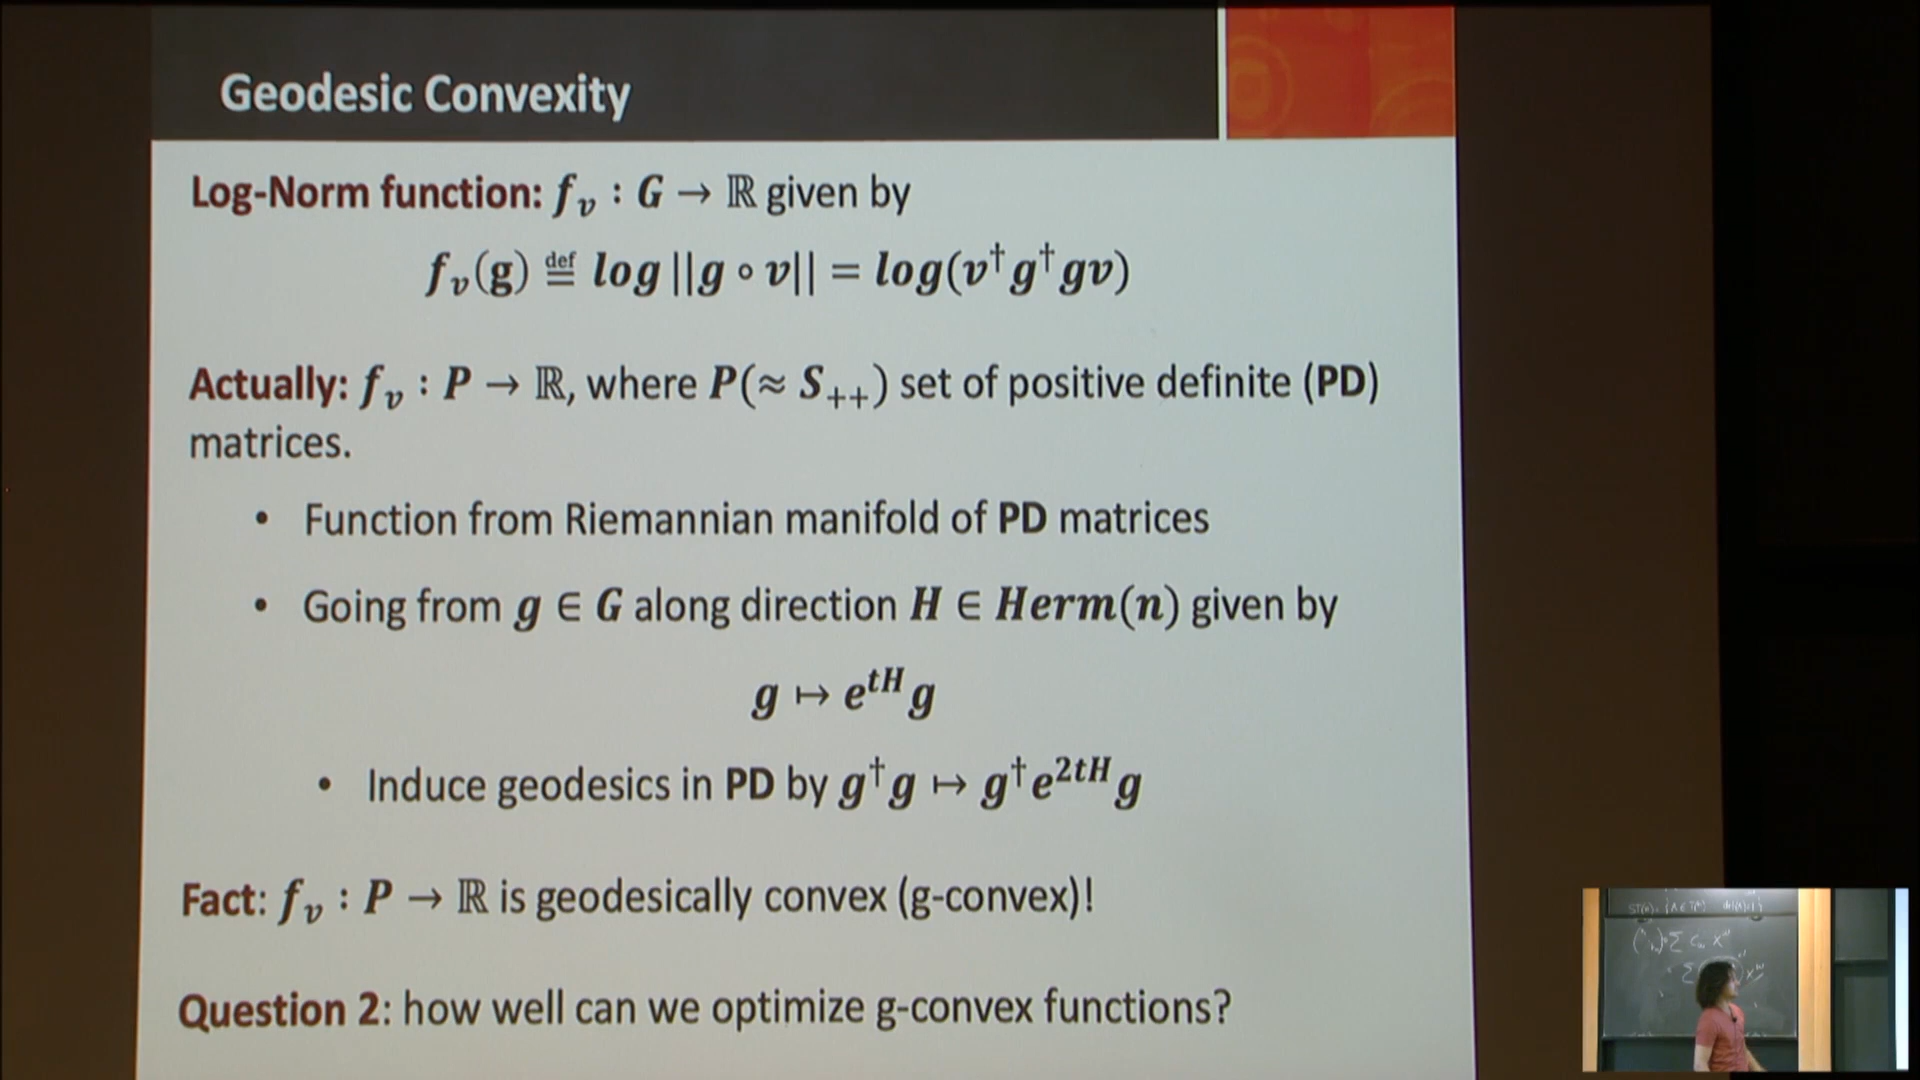 Geodesic Convexity
Log-Norm function: f_v : G → ℝ given by
f_v(g) ≝ log ||g ∘ v|| = log(v†g†gv)
Actually: f_v : P → ℝ, where P(≈ S₊₊) set of positive definite (PD)
matrices.
• Function from Riemannian manifold of PD matrices
• Going from g ∈ G along direction H ∈ Herm(n) given by
g ↦ e^{tH} g
• Induce geodesics in PD by g†g ↦ g†e^{2tH}g
Fact: f_v : P → ℝ is geodesically convex (g-convex)!
Question 2: how well can we optimize g-convex functions?